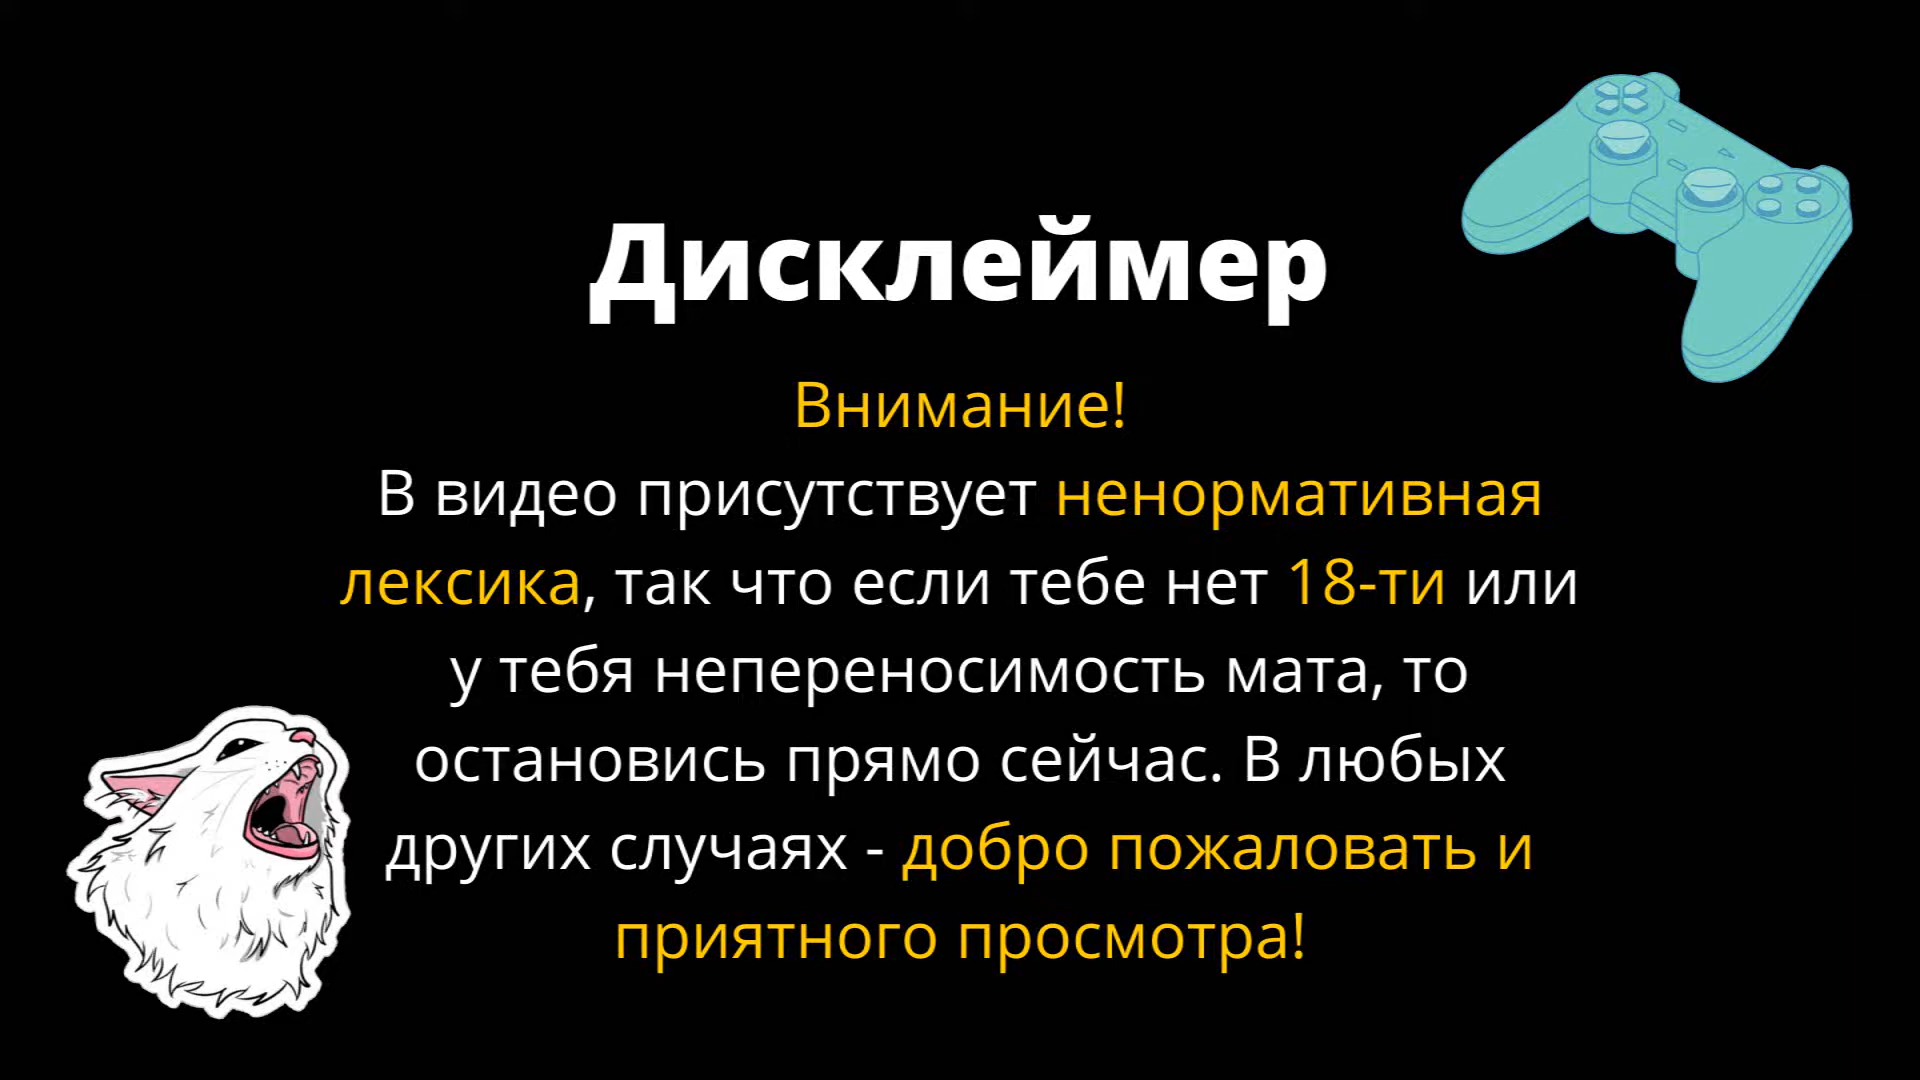 Дисклеймер
Внимание!
В видео присутствует ненормативная
лексика, так что если тебе нет 18-ти или
у тебя непереносимость мата, то
остановись прямо сейчас. В любых
других случаях - добро пожаловать и
приятного просмотра!